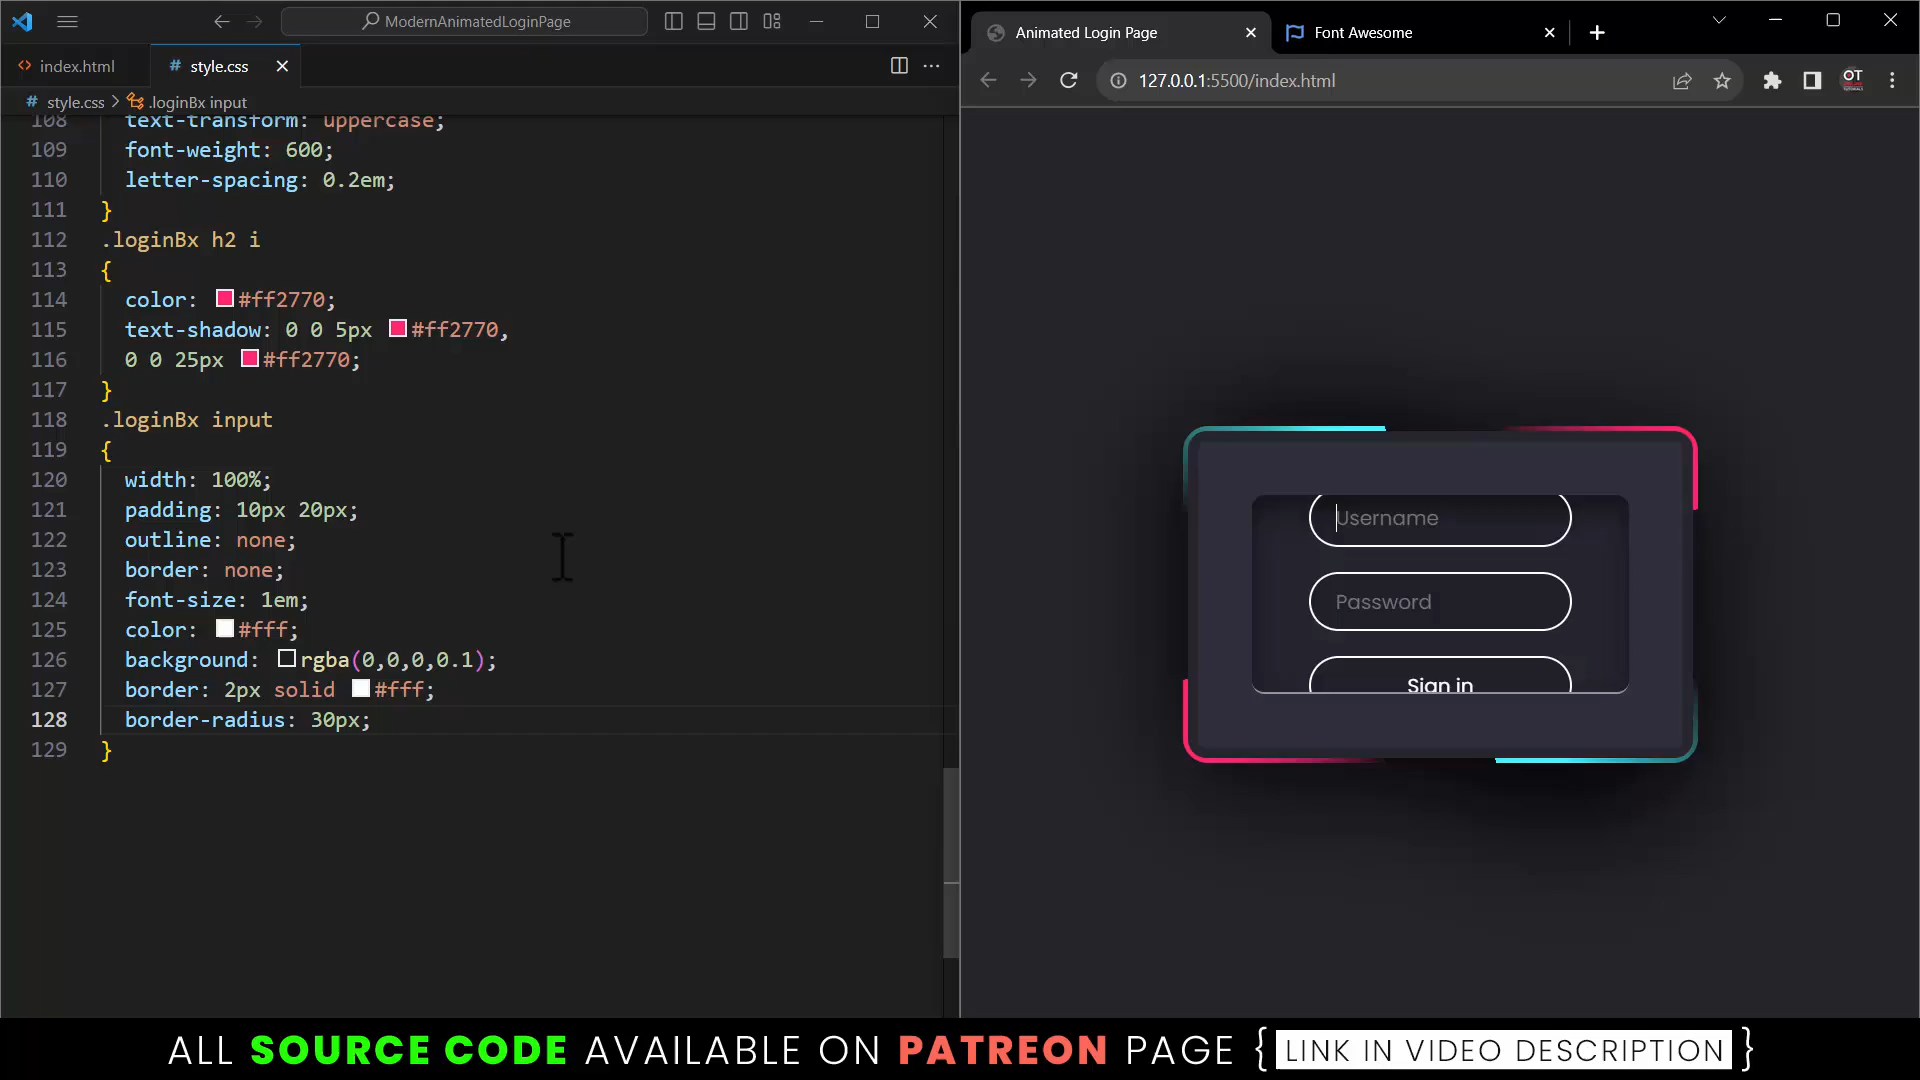 ModernAnimatedLoginPage
index.html
# style.css
# style.css > .loginBx input
108 text-transform: uppercase;
109 font-weight: 600;
110 letter-spacing: 0.2em;
111 }
112 .loginBx h2 i
113 {
114 color: #ff2770;
115 text-shadow: 0 0 5px #ff2770,
116 0 0 25px #ff2770;
117 }
118 .loginBx input
119 {
120 width: 100%;
121 padding: 10px 20px;
122 outline: none;
123 border: none;
124 font-size: 1em;
125 color: #fff;
126 background: rgba(0,0,0,0.1);
127 border: 2px solid #fff;
128 border-radius: 30px;
129 }
Animated Login Page
Font Awesome
127.0.0.1:5500/index.html
OT
Username
Password
Sign in
ALL SOURCE CODE AVAILABLE ON PATREON PAGE { LINK IN VIDEO DESCRIPTION }